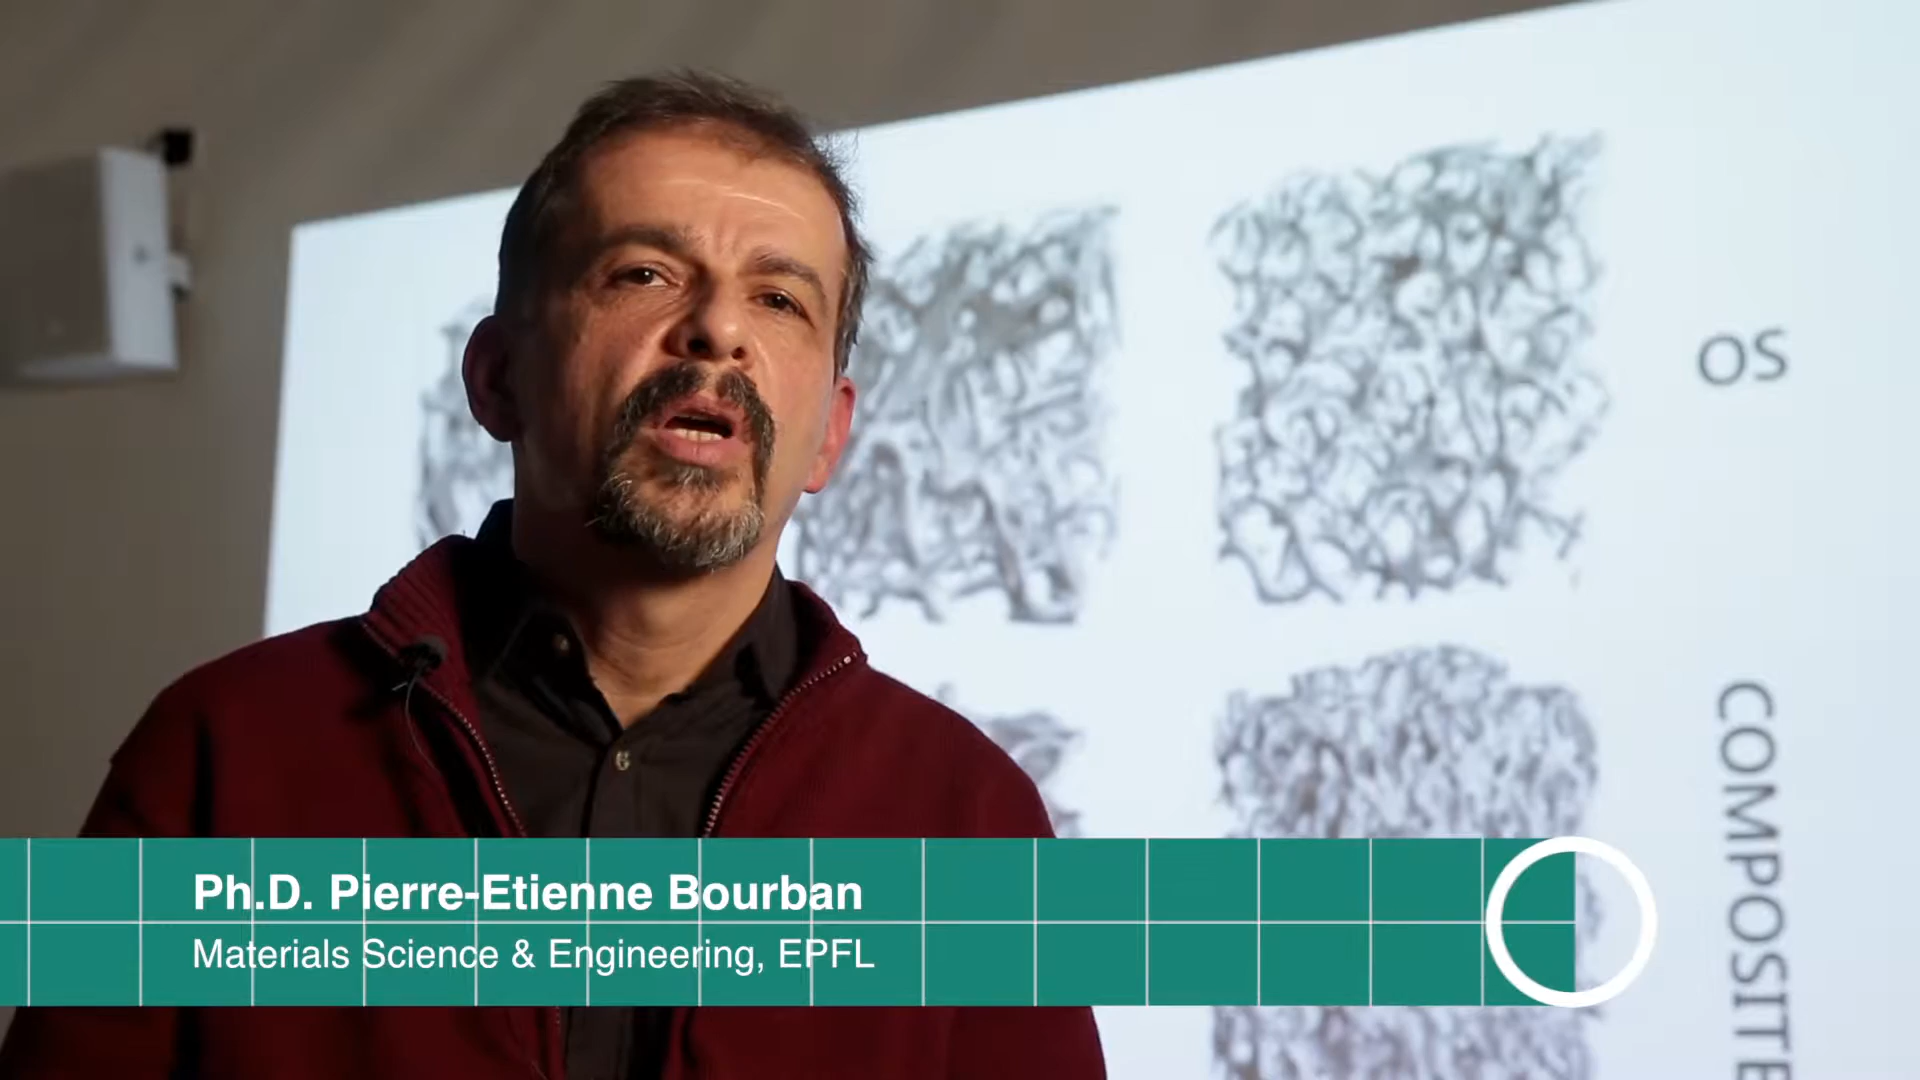 OS
COMPOSITE
Ph.D. Pierre-Etienne Bourban
Materials Science & Engineering, EPFL